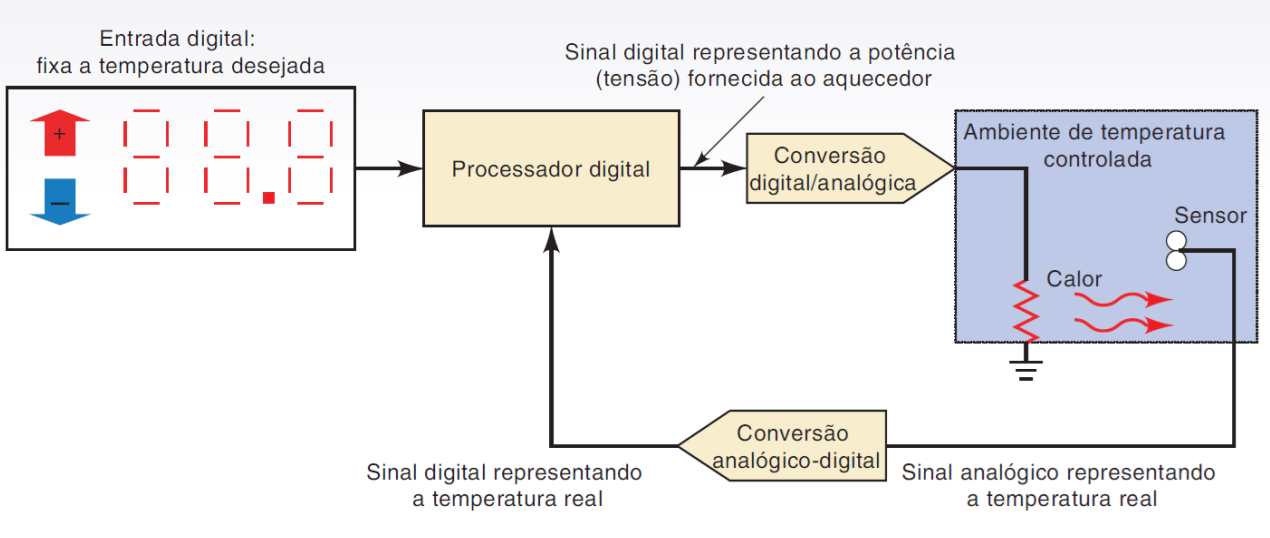 Entrada digital:
fixa a temperatura desejada
+
–
88.8
Sinal digital representando a potência
(tensão) fornecida ao aquecedor
Processador digital
Conversão
digital/analógica
Ambiente de temperatura
controlada
Sensor
Calor
Conversão
analógico-digital
Sinal digital representando
a temperatura real
Sinal analógico representando
a temperatura real